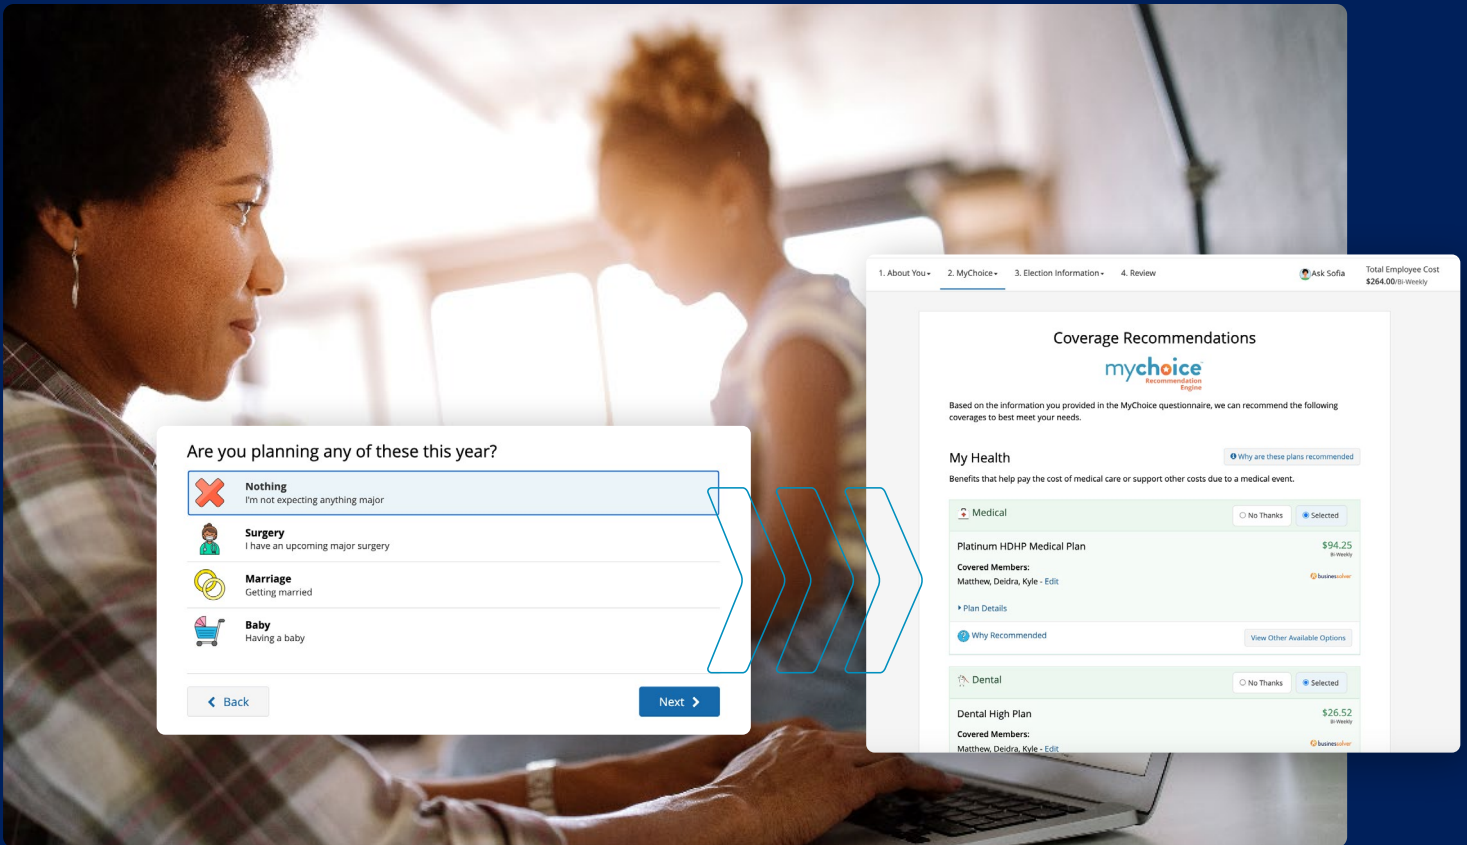 Are you planning any of these this year?
Nothing
I'm not expecting anything major
Surgery
I have an upcoming major surgery
Marriage
Getting married
Baby
Having a baby
Back
Next
1. About You
2. MyChoice
3. Election Information
4. Review
Ask Sofia
Total Employee Cost
$264.00/Bi-Weekly
Coverage Recommendations
mychoice
Recommendation
Engine
Based on the information you provided in the MyChoice questionnaire, we can recommend the following
coverages to best meet your needs.
My Health
Why are these plans recommended
Benefits that help pay the cost of medical care or support other costs due to a medical event.
Medical
No Thanks
Selected
Platinum HDHP Medical Plan
$94.25
Bi-Weekly
Covered Members:
Matthew, Deidra, Kyle - Edit
businessolver
Plan Details
Why Recommended
View Other Available Options
Dental
No Thanks
Selected
Dental High Plan
$26.52
Bi-Weekly
Covered Members:
Matthew, Deidra, Kyle - Edit
businessolver